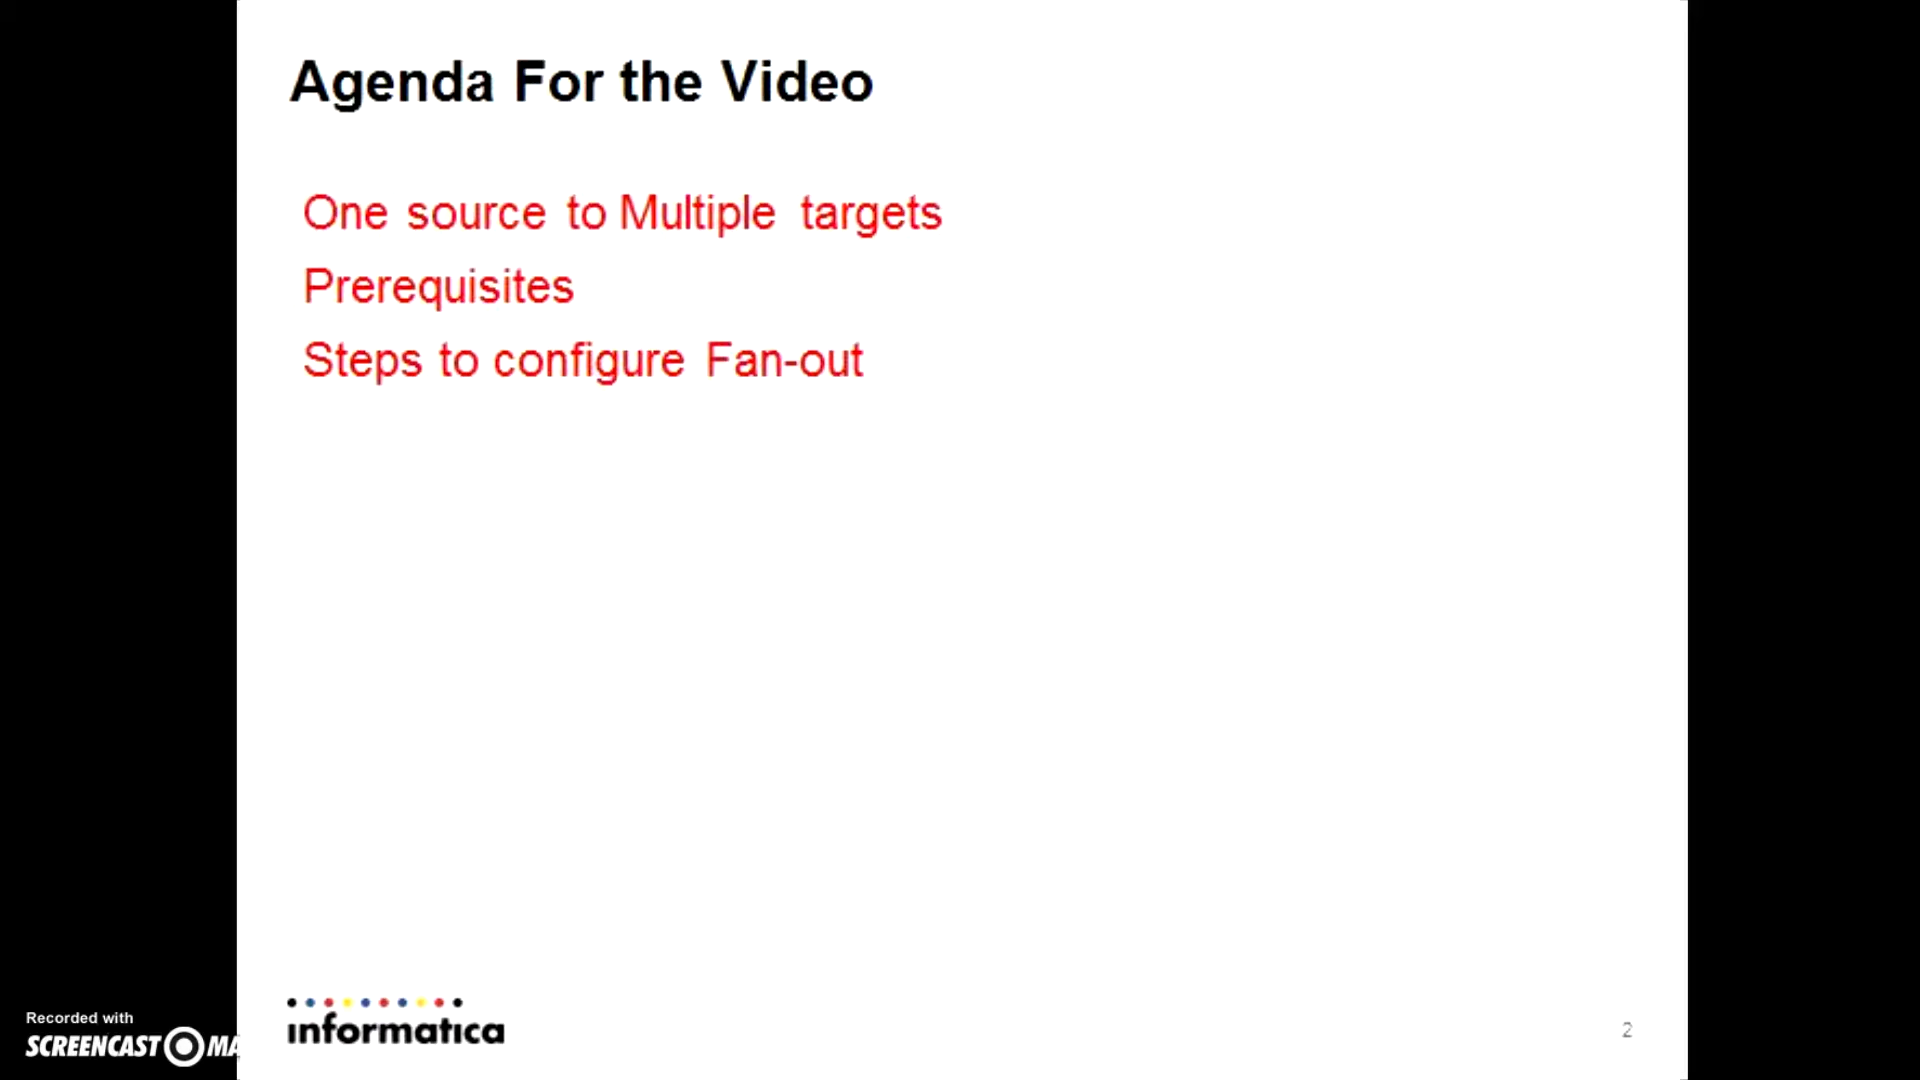 Agenda For the Video
One source to Multiple targets
Prerequisites
Steps to configure Fan-out
informatica
2
Recorded with
SCREENCAST MA